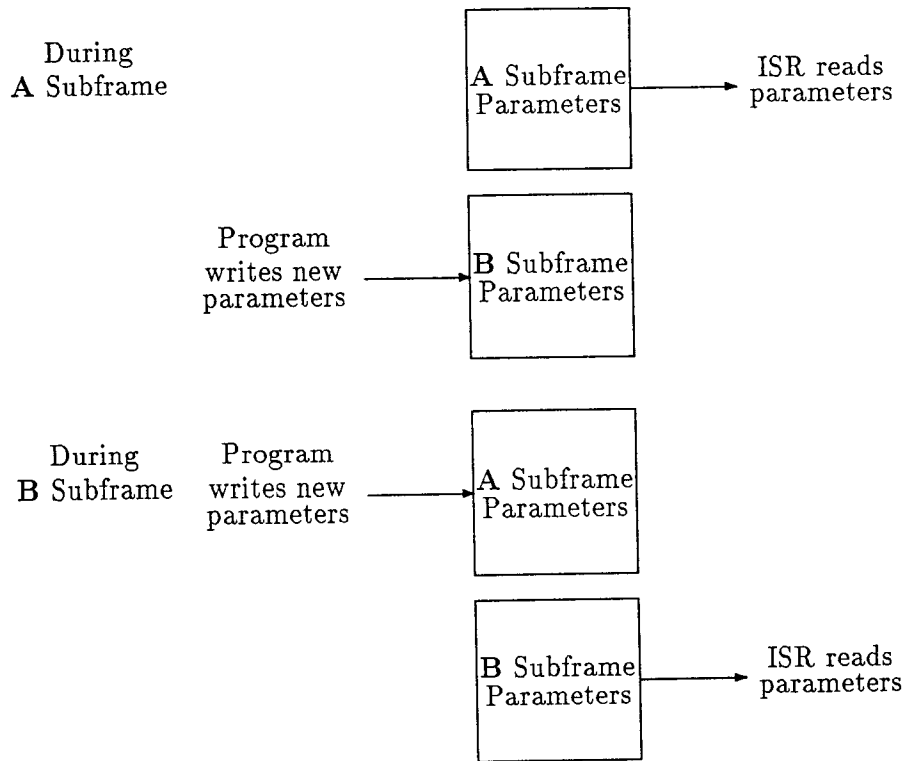 During
A Subframe
A Subframe
Parameters
ISR reads
parameters
Program
writes new
parameters
B Subframe
Parameters
During
B Subframe
Program
writes new
parameters
A Subframe
Parameters
B Subframe
Parameters
ISR reads
parameters